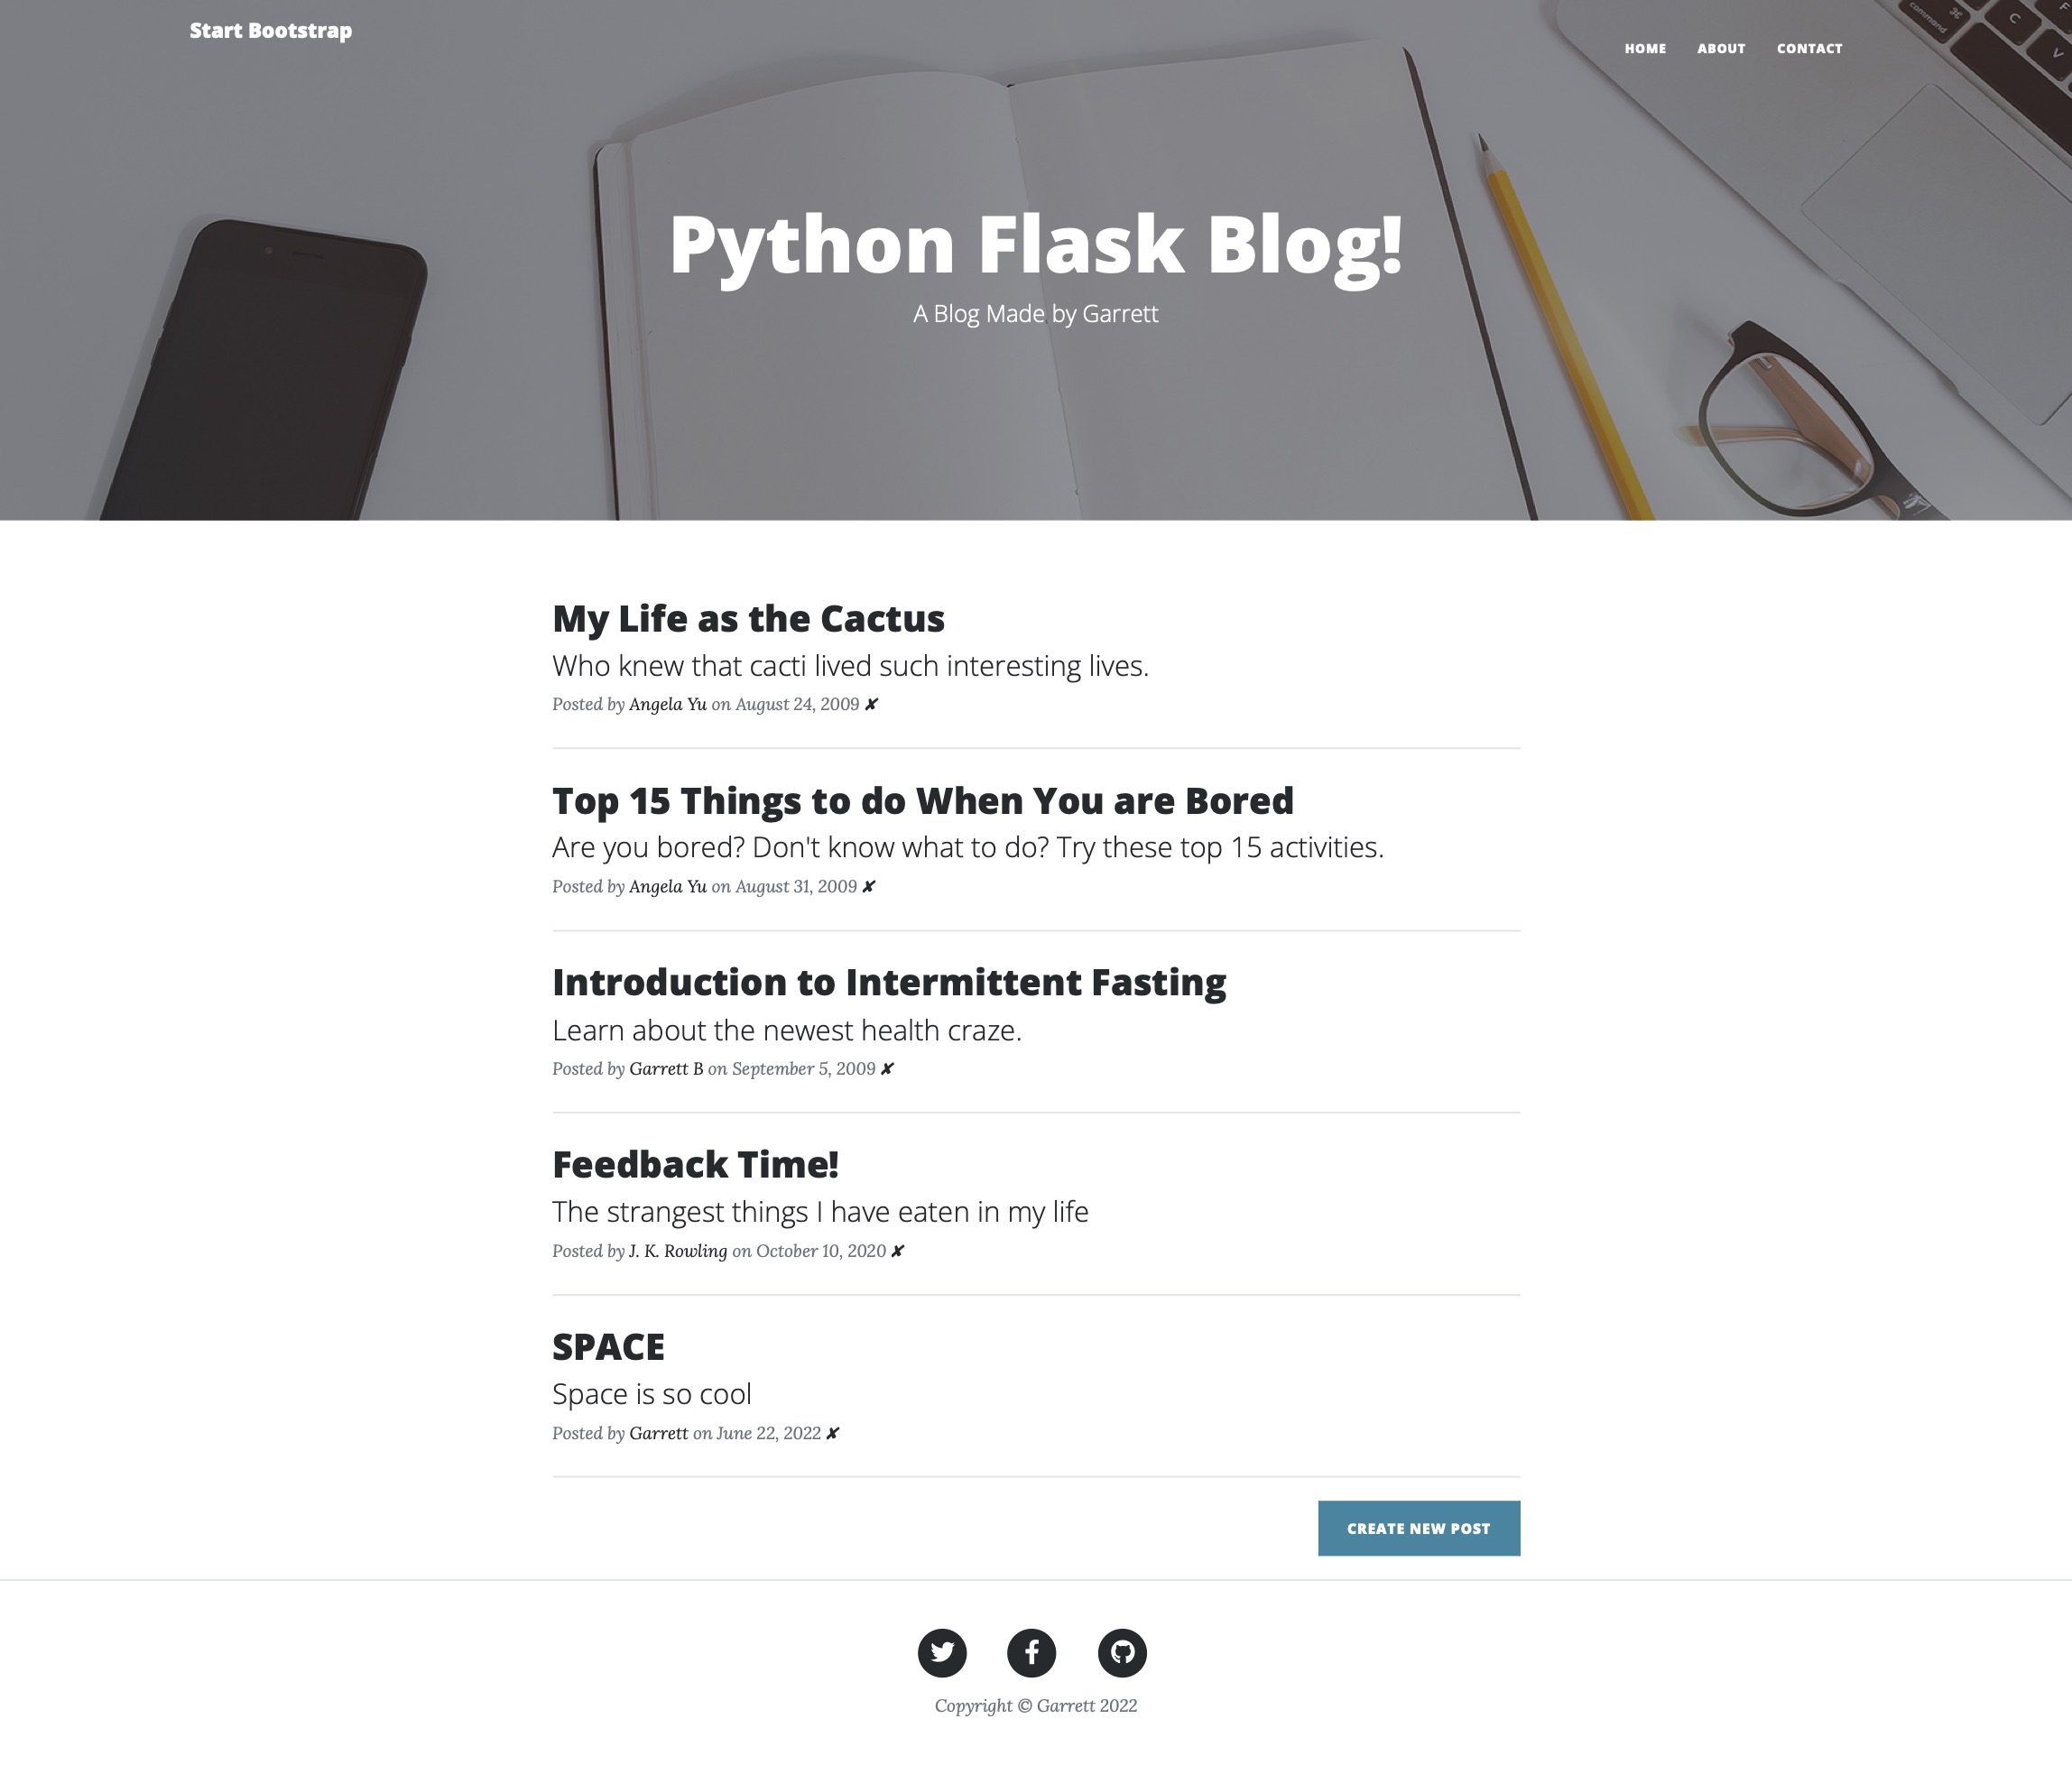 Start Bootstrap
HOME ABOUT CONTACT
command ⌘ C V F
Python Flask Blog!
A Blog Made by Garrett
My Life as the Cactus
Who knew that cacti lived such interesting lives.
Posted by Angela Yu on August 24, 2009 ✘
Top 15 Things to do When You are Bored
Are you bored? Don't know what to do? Try these top 15 activities.
Posted by Angela Yu on August 31, 2009 ✘
Introduction to Intermittent Fasting
Learn about the newest health craze.
Posted by Garrett B on September 5, 2009 ✘
Feedback Time!
The strangest things I have eaten in my life
Posted by J. K. Rowling on October 10, 2020 ✘
SPACE
Space is so cool
Posted by Garrett on June 22, 2022 ✘
CREATE NEW POST
Copyright © Garrett 2022